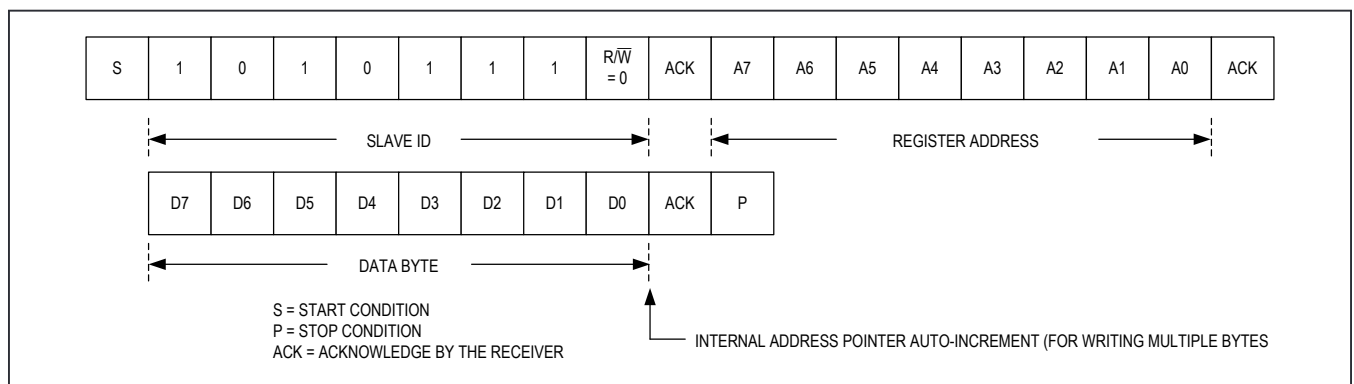 S 1 0 1 0 1 1 1 R/W̅ = 0 ACK A7 A6 A5 A4 A3 A2 A1 A0 ACK
SLAVE ID REGISTER ADDRESS
D7 D6 D5 D4 D3 D2 D1 D0 ACK P
DATA BYTE
S = START CONDITION
P = STOP CONDITION
ACK = ACKNOWLEDGE BY THE RECEIVER
INTERNAL ADDRESS POINTER AUTO-INCREMENT (FOR WRITING MULTIPLE BYTES